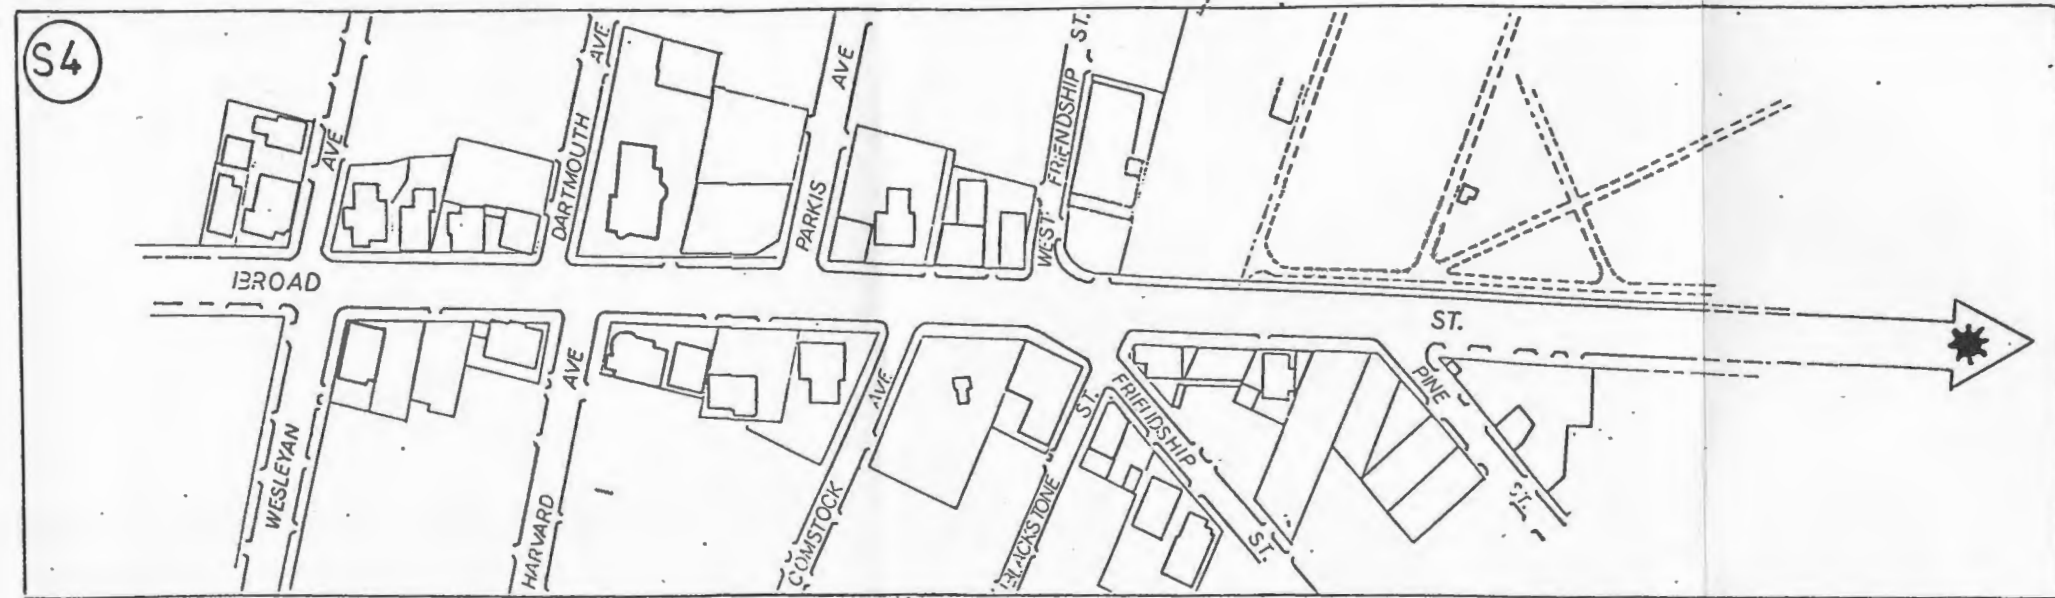 S4
AVE
AVE
DARTMOUTH
AVE
PARKIS
ST.
FRIENDSHIP
WEST
BROAD
ST.
WESLEYAN
AVE
HARVARD
AVE
COMSTOCK
ST.
BLACKSTONE
FRIENDSHIP
ST.
PINE
ST.